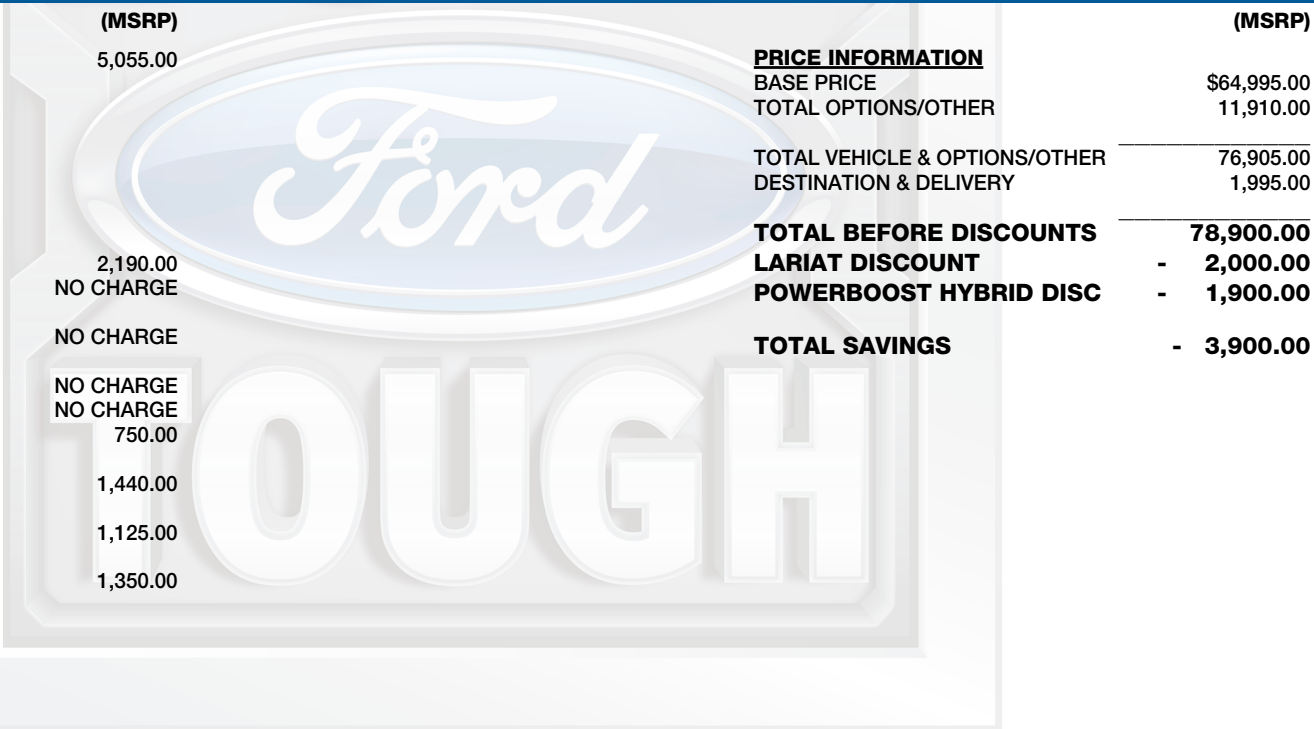 (MSRP)
5,055.00
2,190.00
NO CHARGE
NO CHARGE
NO CHARGE
NO CHARGE
750.00
1,440.00
1,125.00
1,350.00
Ford
TOUGH
(MSRP)
PRICE INFORMATION
BASE PRICE $64,995.00
TOTAL OPTIONS/OTHER 11,910.00
TOTAL VEHICLE & OPTIONS/OTHER 76,905.00
DESTINATION & DELIVERY 1,995.00
TOTAL BEFORE DISCOUNTS 78,900.00
LARIAT DISCOUNT - 2,000.00
POWERBOOST HYBRID DISC - 1,900.00
TOTAL SAVINGS - 3,900.00